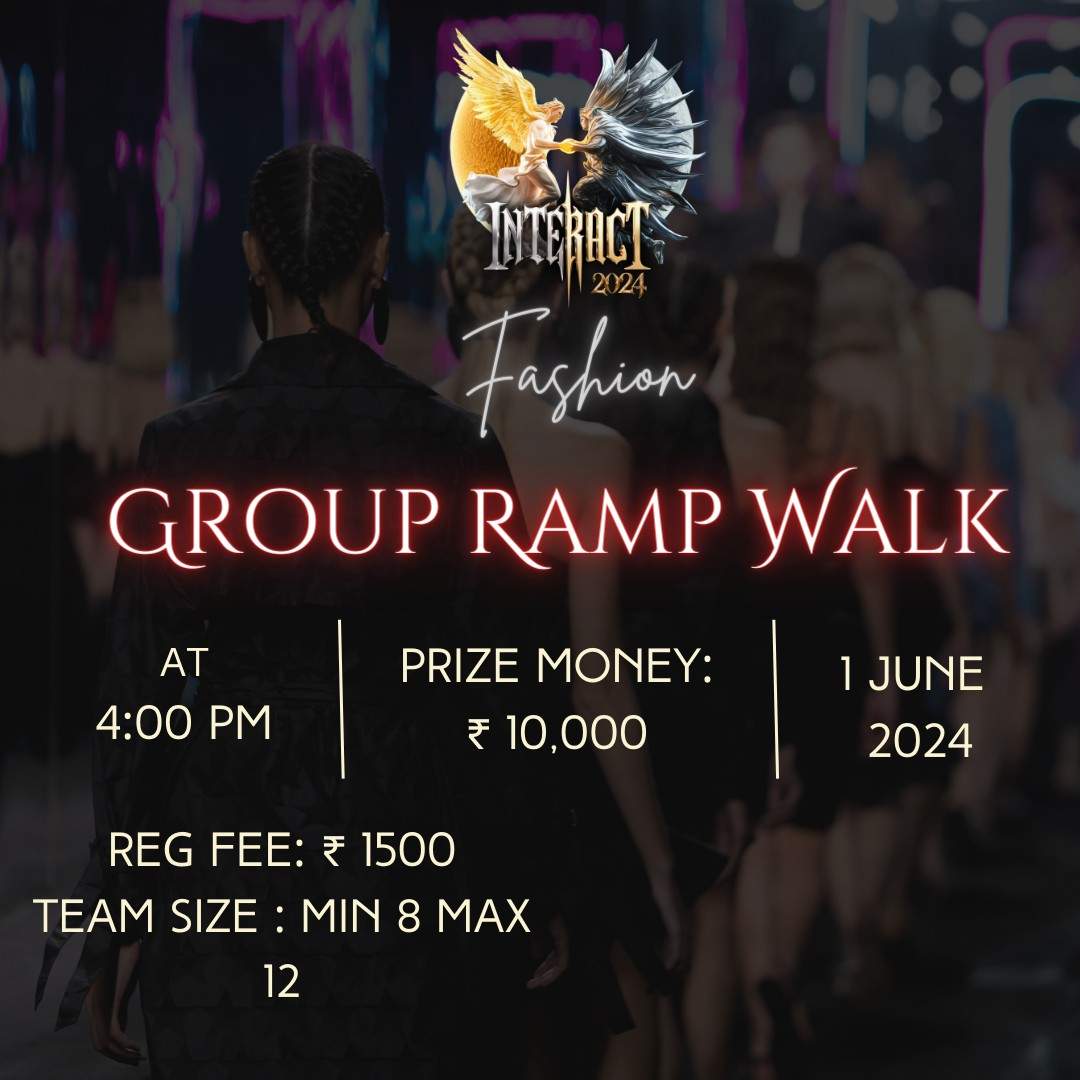 INTERACT
2024
Fashion
GROUP RAMP WALK
AT
4:00 PM
PRIZE MONEY:
₹ 10,000
1 JUNE
2024
REG FEE: ₹ 1500
TEAM SIZE : MIN 8 MAX
12